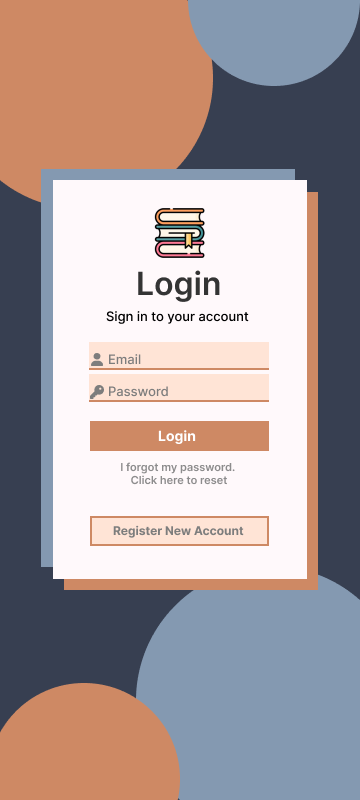 Login
Sign in to your account
Email
Password
Login
I forgot my password.
Click here to reset
Register New Account